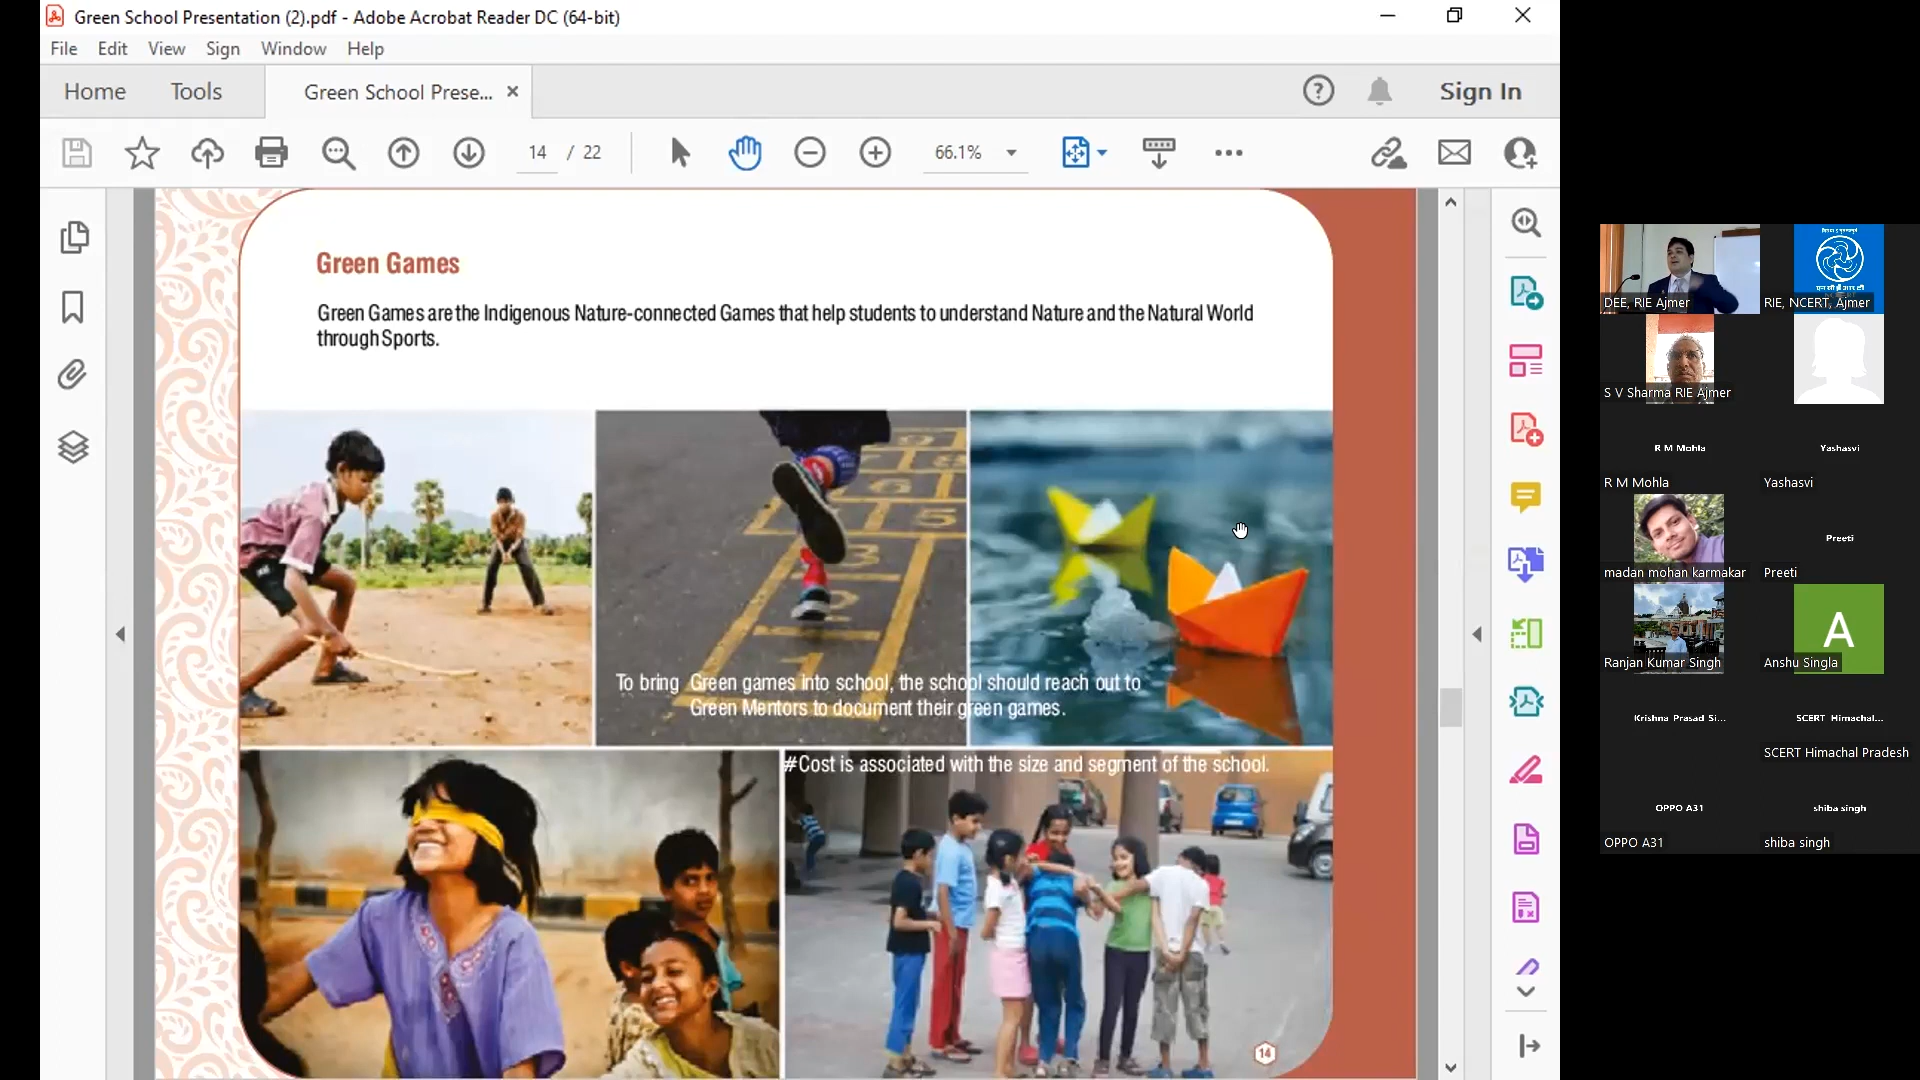 Green School Presentation (2).pdf - Adobe Acrobat Reader DC (64-bit)
File Edit View Sign Window Help
Home Tools Green School Prese... × Sign In
14 / 22 66.1%
Green Games
Green Games are the Indigenous Nature-connected Games that help students to understand Nature and the Natural World
through Sports.
To bring Green games into school, the school should reach out to
Green Mentors to document their green games.
#Cost is associated with the size and segment of the school.
14
DEE, RIE Ajmer
RIE, NCERT, Ajmer
S V Sharma RIE Ajmer
R M Mohla
R M Mohla
Yashasvi
Yashasvi
madan mohan karmakar
Preeti
Preeti
Ranjan Kumar Singh
A
Anshu Singla
Krishna Prasad Si...
SCERT Himachal...
SCERT Himachal Pradesh
OPPO A31
OPPO A31
shiba singh
shiba singh